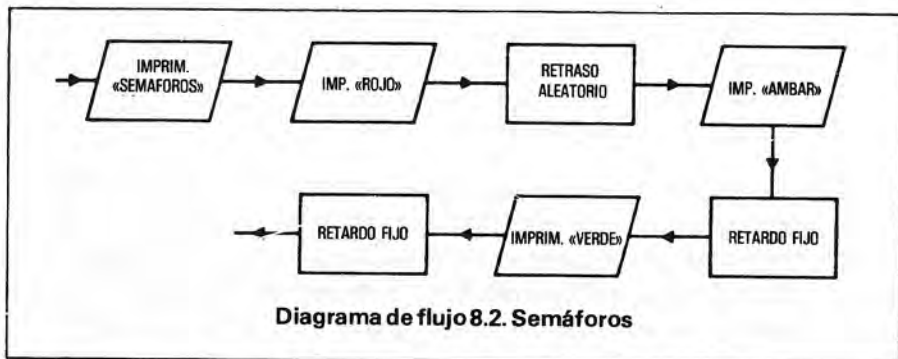 IMPRIM.
«SEMAFOROS»
IMP. «ROJO»
RETRASO
ALEATORIO
IMP. «AMBAR»
RETARDO FIJO
IMPRIM. «VERDE»
RETARDO FIJO
Diagrama de flujo 8.2. Semáforos